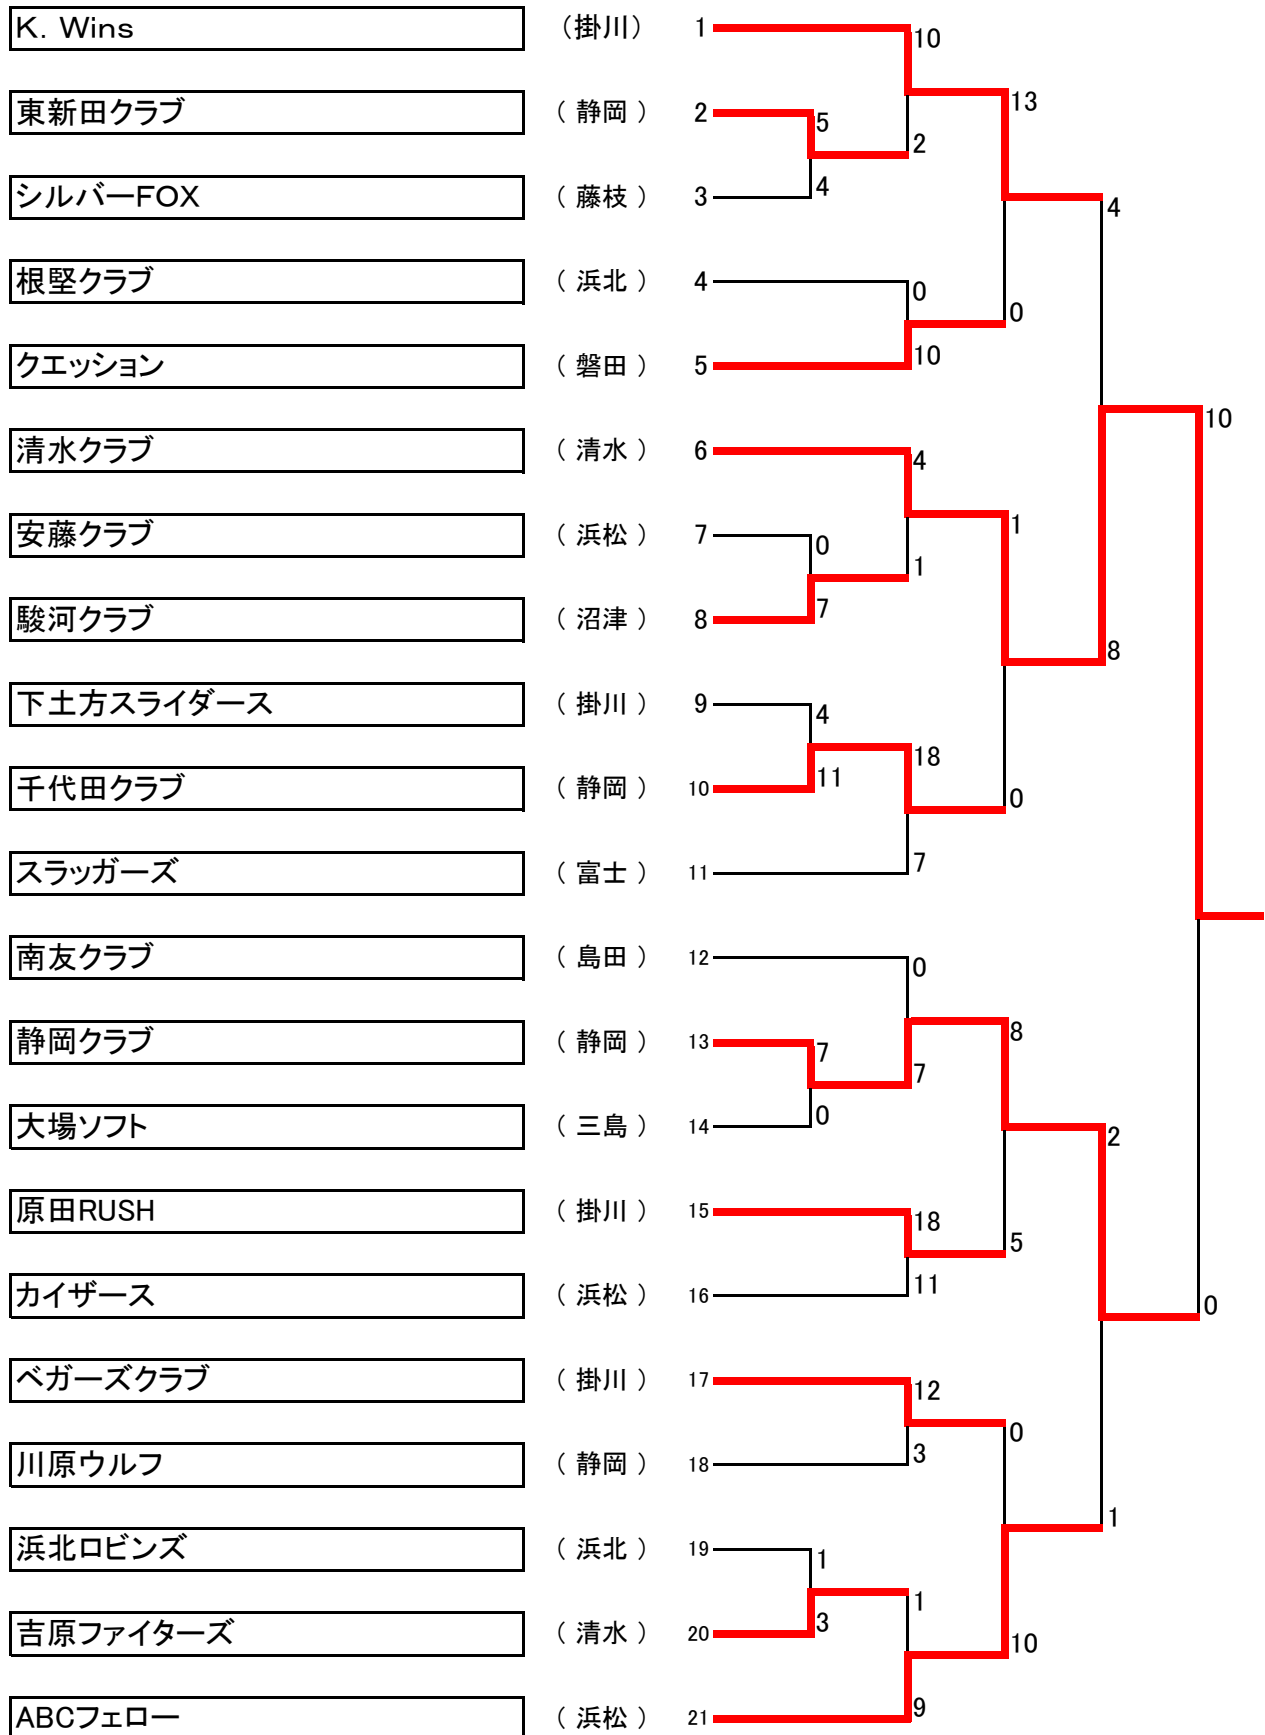 K. Wins （掛川） 1 10
13
東新田クラブ （ 静岡 ） 2 5
2
シルバーFOX （ 藤枝 ） 3 4
4
根堅クラブ （ 浜北 ） 4 0
0
クエッション （ 磐田 ） 5 10
10
清水クラブ （ 清水 ） 6 4
1
安藤クラブ （ 浜松 ） 7 0
1
駿河クラブ （ 沼津 ） 8 7
8
下土方スライダース （ 掛川 ） 9 4
18
千代田クラブ （ 静岡 ） 10 11
0
スラッガーズ （ 富士 ） 11 7
南友クラブ （ 島田 ） 12 0
8
静岡クラブ （ 静岡 ） 13 7
7
大場ソフト （ 三島 ） 14 0
2
原田RUSH （ 掛川 ） 15 18
5
カイザース （ 浜松 ） 16 11
0
ベガーズクラブ （ 掛川 ） 17 12
0
川原ウルフ （ 静岡 ） 18 3
1
浜北ロビンズ （ 浜北 ） 19 1
1
吉原ファイターズ （ 清水 ） 20 3
10
ABCフェロー （ 浜松 ） 21 9